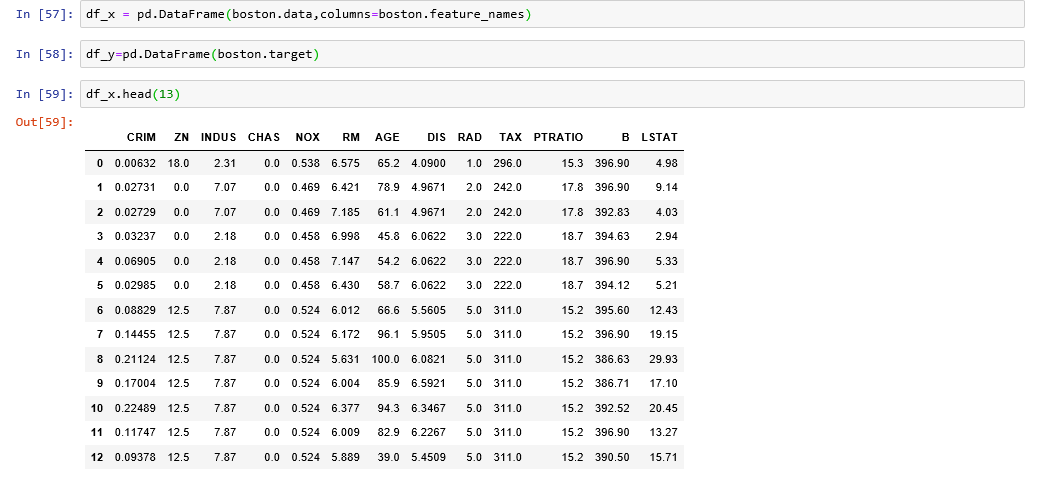 In [57]: df_x = pd.DataFrame(boston.data,columns=boston.feature_names)
In [58]: df_y=pd.DataFrame(boston.target)
In [59]: df_x.head(13)
Out[59]:
CRIM ZN INDUS CHAS NOX RM AGE DIS RAD TAX PTRATIO B LSTAT
0 0.00632 18.0 2.31 0.0 0.538 6.575 65.2 4.0900 1.0 296.0 15.3 396.90 4.98
1 0.02731 0.0 7.07 0.0 0.469 6.421 78.9 4.9671 2.0 242.0 17.8 396.90 9.14
2 0.02729 0.0 7.07 0.0 0.469 7.185 61.1 4.9671 2.0 242.0 17.8 392.83 4.03
3 0.03237 0.0 2.18 0.0 0.458 6.998 45.8 6.0622 3.0 222.0 18.7 394.63 2.94
4 0.06905 0.0 2.18 0.0 0.458 7.147 54.2 6.0622 3.0 222.0 18.7 396.90 5.33
5 0.02985 0.0 2.18 0.0 0.458 6.430 58.7 6.0622 3.0 222.0 18.7 394.12 5.21
6 0.08829 12.5 7.87 0.0 0.524 6.012 66.6 5.5605 5.0 311.0 15.2 395.60 12.43
7 0.14455 12.5 7.87 0.0 0.524 6.172 96.1 5.9505 5.0 311.0 15.2 396.90 19.15
8 0.21124 12.5 7.87 0.0 0.524 5.631 100.0 6.0821 5.0 311.0 15.2 386.63 29.93
9 0.17004 12.5 7.87 0.0 0.524 6.004 85.9 6.5921 5.0 311.0 15.2 386.71 17.10
10 0.22489 12.5 7.87 0.0 0.524 6.377 94.3 6.3467 5.0 311.0 15.2 392.52 20.45
11 0.11747 12.5 7.87 0.0 0.524 6.009 82.9 6.2267 5.0 311.0 15.2 396.90 13.27
12 0.09378 12.5 7.87 0.0 0.524 5.889 39.0 5.4509 5.0 311.0 15.2 390.50 15.71